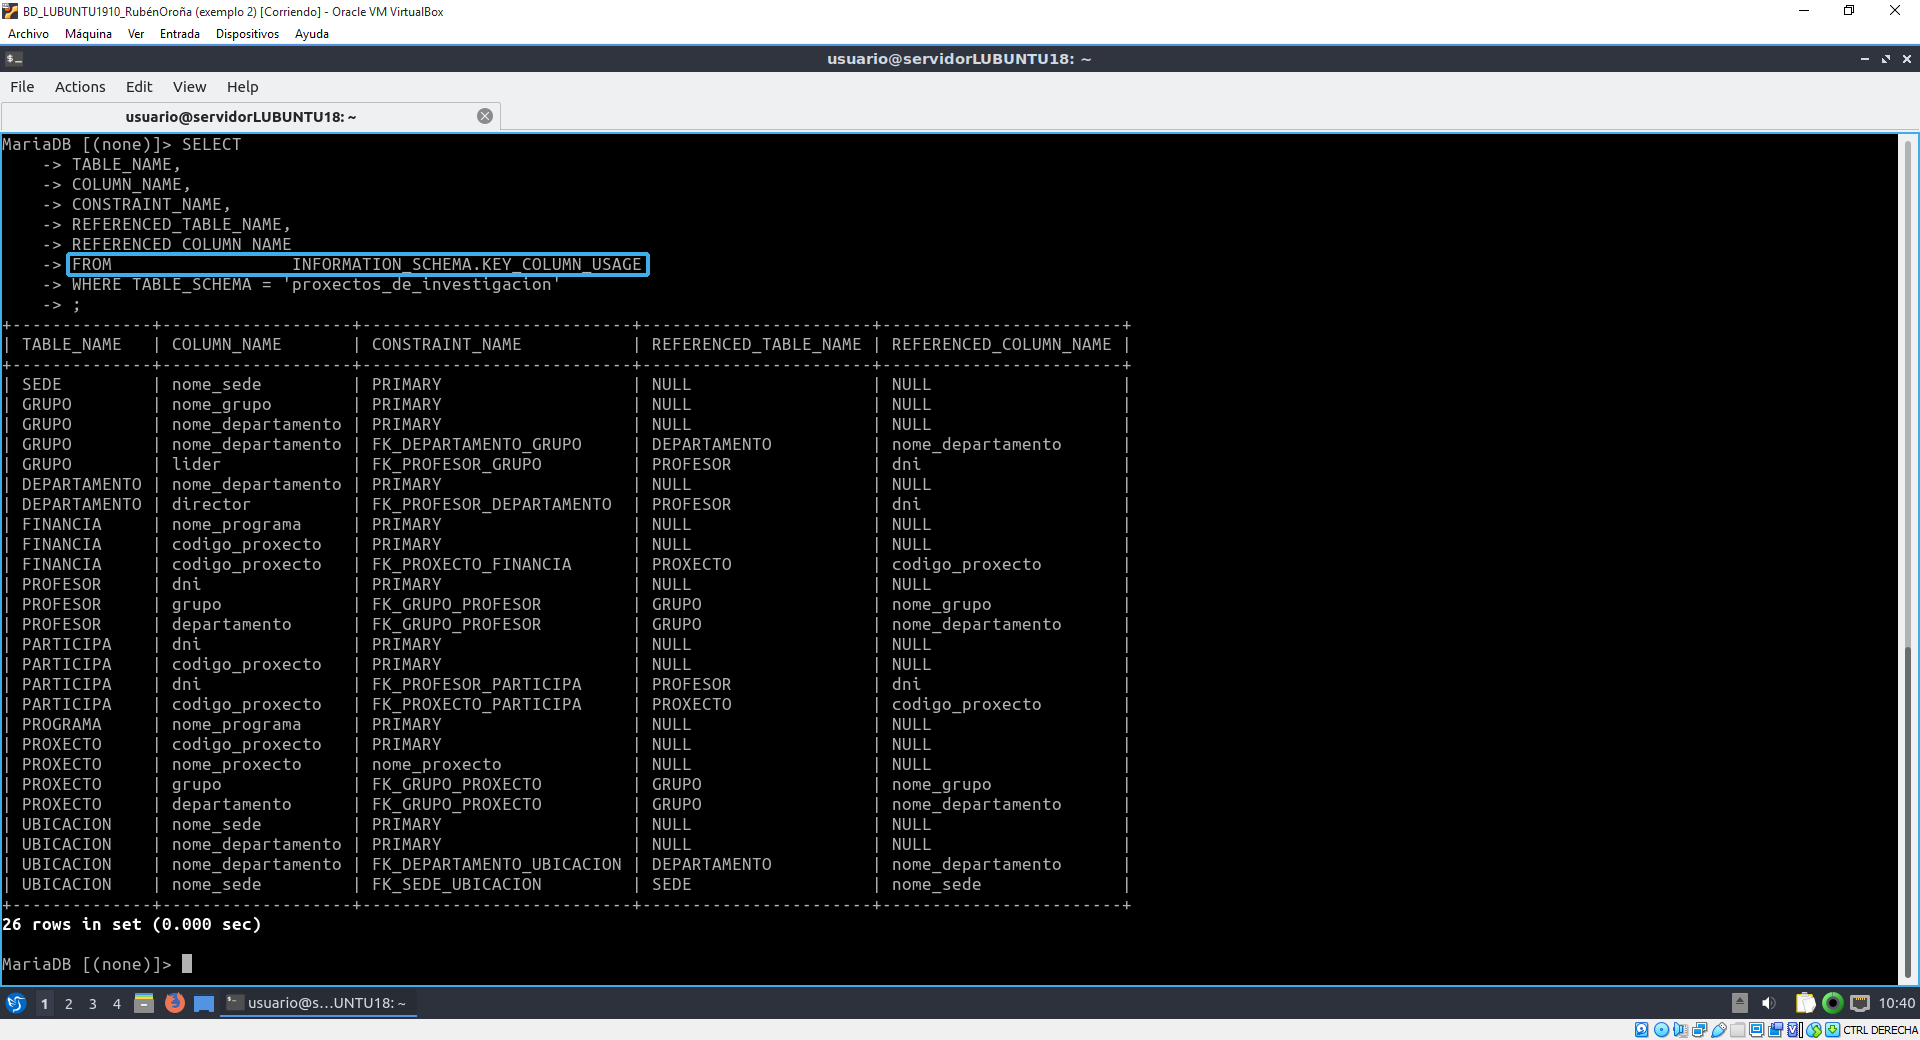 BD_LUBUNTU1910_RubénOroña (exemplo 2) [Corriendo] - Oracle VM VirtualBox
Archivo Máquina Ver Entrada Dispositivos Ayuda
usuario@servidorLUBUNTU18: ~
File Actions Edit View Help
usuario@servidorLUBUNTU18: ~
MariaDB [(none)]> SELECT
    -> TABLE_NAME,
    -> COLUMN_NAME,
    -> CONSTRAINT_NAME,
    -> REFERENCED_TABLE_NAME,
    -> REFERENCED_COLUMN_NAME
    -> FROM                  INFORMATION_SCHEMA.KEY_COLUMN_USAGE
    -> WHERE TABLE_SCHEMA = 'proxectos_de_investigacion'
    -> ;
+--------------+-------------------+---------------------------+-----------------------+------------------------+
| TABLE_NAME   | COLUMN_NAME       | CONSTRAINT_NAME           | REFERENCED_TABLE_NAME | REFERENCED_COLUMN_NAME |
+--------------+-------------------+---------------------------+-----------------------+------------------------+
| SEDE         | nome_sede         | PRIMARY                   | NULL                  | NULL                   |
| GRUPO        | nome_grupo        | PRIMARY                   | NULL                  | NULL                   |
| GRUPO        | nome_departamento | PRIMARY                   | NULL                  | NULL                   |
| GRUPO        | nome_departamento | FK_DEPARTAMENTO_GRUPO     | DEPARTAMENTO          | nome_departamento      |
| GRUPO        | lider             | FK_PROFESOR_GRUPO         | PROFESOR              | dni                    |
| DEPARTAMENTO | nome_departamento | PRIMARY                   | NULL                  | NULL                   |
| DEPARTAMENTO | director          | FK_PROFESOR_DEPARTAMENTO  | PROFESOR              | dni                    |
| FINANCIA     | nome_programa     | PRIMARY                   | NULL                  | NULL                   |
| FINANCIA     | codigo_proxecto   | PRIMARY                   | NULL                  | NULL                   |
| FINANCIA     | codigo_proxecto   | FK_PROXECTO_FINANCIA      | PROXECTO              | codigo_proxecto        |
| PROFESOR     | dni               | PRIMARY                   | NULL                  | NULL                   |
| PROFESOR     | grupo             | FK_GRUPO_PROFESOR         | GRUPO                 | nome_grupo             |
| PROFESOR     | departamento      | FK_GRUPO_PROFESOR         | GRUPO                 | nome_departamento      |
| PARTICIPA    | dni               | PRIMARY                   | NULL                  | NULL                   |
| PARTICIPA    | codigo_proxecto   | PRIMARY                   | NULL                  | NULL                   |
| PARTICIPA    | dni               | FK_PROFESOR_PARTICIPA     | PROFESOR              | dni                    |
| PARTICIPA    | codigo_proxecto   | FK_PROXECTO_PARTICIPA     | PROXECTO              | codigo_proxecto        |
| PROGRAMA     | nome_programa     | PRIMARY                   | NULL                  | NULL                   |
| PROXECTO     | codigo_proxecto   | PRIMARY                   | NULL                  | NULL                   |
| PROXECTO     | nome_proxecto     | nome_proxecto             | NULL                  | NULL                   |
| PROXECTO     | grupo             | FK_GRUPO_PROXECTO         | GRUPO                 | nome_grupo             |
| PROXECTO     | departamento      | FK_GRUPO_PROXECTO         | GRUPO                 | nome_departamento      |
| UBICACION    | nome_sede         | PRIMARY                   | NULL                  | NULL                   |
| UBICACION    | nome_departamento | PRIMARY                   | NULL                  | NULL                   |
| UBICACION    | nome_departamento | FK_DEPARTAMENTO_UBICACION | DEPARTAMENTO          | nome_departamento      |
| UBICACION    | nome_sede         | FK_SEDE_UBICACION         | SEDE                  | nome_sede              |
+--------------+-------------------+---------------------------+-----------------------+------------------------+
26 rows in set (0.000 sec)
MariaDB [(none)]>
1 2 3 4 usuario@s...UNTU18: ~ 10:40
CTRL DERECHA